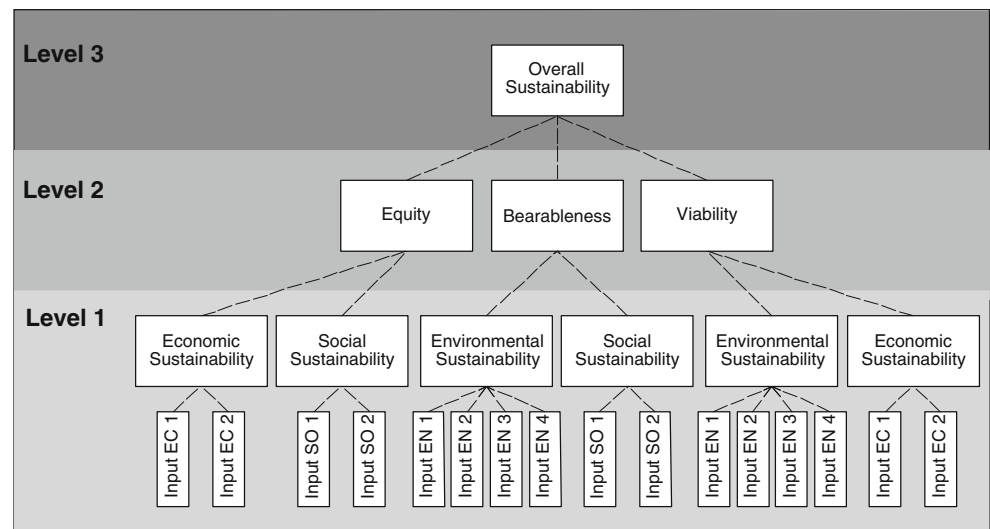 Level 3
Overall
Sustainability
Level 2
Equity
Bearableness
Viability
Level 1
Economic
Sustainability
Social
Sustainability
Environmental
Sustainability
Social
Sustainability
Environmental
Sustainability
Economic
Sustainability
Input EC 1
Input EC 2
Input SO 1
Input SO 2
Input EN 1
Input EN 2
Input EN 3
Input EN 4
Input SO 1
Input SO 2
Input EN 1
Input EN 2
Input EN 3
Input EN 4
Input EC 1
Input EC 2